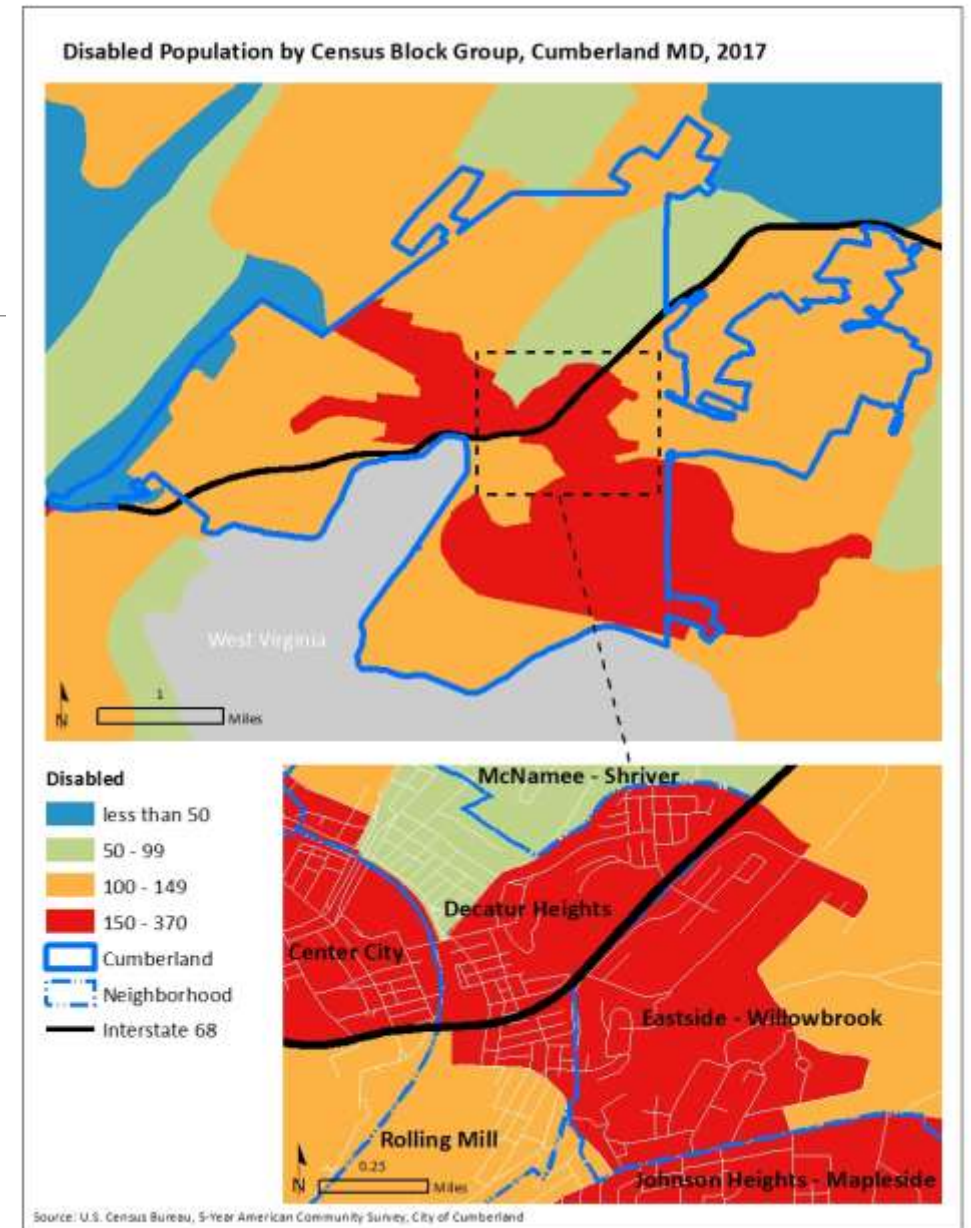 Disabled Population by Census Block Group, Cumberland MD, 2017
West Virginia
1
N
Miles
Disabled
less than 50
50 - 99
100 - 149
150 - 370
Cumberland
Neighborhood
Interstate 68
McNamee - Shriver
Decatur Heights
Center City
Eastside - Willowbrook
Rolling Mill
Johnson Heights - Mapleside
0.25
N
Miles
Source: U.S. Census Bureau, 5-Year American Community Survey, City of Cumberland